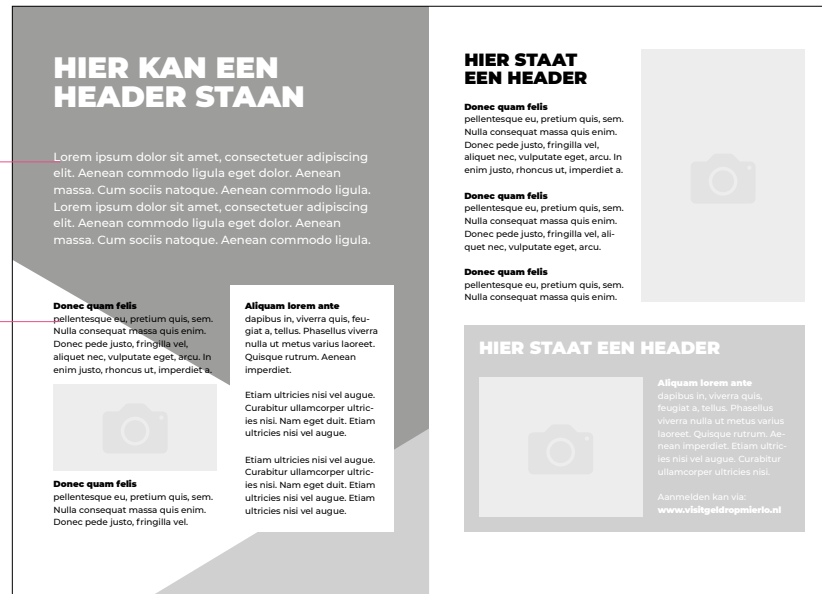 HIER KAN EEN
HEADER STAAN
Lorem ipsum dolor sit amet, consectetuer adipiscing
elit. Aenean commodo ligula eget dolor. Aenean
massa. Cum sociis natoque. Aenean commodo ligula.
Lorem ipsum dolor sit amet, consectetuer adipiscing
elit. Aenean commodo ligula eget dolor. Aenean
massa. Cum sociis natoque. Aenean commodo ligula.
Donec quam felis
pellentesque eu, pretium quis, sem.
Nulla consequat massa quis enim.
Donec pede justo, fringilla vel,
aliquet nec, vulputate eget, arcu. In
enim justo, rhoncus ut, imperdiet a.
Donec quam felis
pellentesque eu, pretium quis, sem.
Nulla consequat massa quis enim.
Donec pede justo, fringilla vel.
Aliquam lorem ante
dapibus in, viverra quis, feu-
giat a, tellus. Phasellus viverra
nulla ut metus varius laoreet.
Quisque rutrum. Aenean
imperdiet.
Etiam ultricies nisi vel augue.
Curabitur ullamcorper ultric-
ies nisi. Nam eget duit. Etiam
ultricies nisi vel augue.
Etiam ultricies nisi vel augue.
Curabitur ullamcorper ultric-
ies nisi. Nam eget duit. Etiam
ultricies nisi vel augue. Etiam
ultricies nisi vel augue.
HIER STAAT
EEN HEADER
Donec quam felis
pellentesque eu, pretium quis, sem.
Nulla consequat massa quis enim.
Donec pede justo, fringilla vel,
aliquet nec, vulputate eget, arcu. In
enim justo, rhoncus ut, imperdiet a.
Donec quam felis
pellentesque eu, pretium quis, sem.
Nulla consequat massa quis enim.
Donec pede justo, fringilla vel, ali-
quet nec, vulputate eget, arcu.
Donec quam felis
pellentesque eu, pretium quis, sem.
Nulla consequat massa quis enim.
HIER STAAT EEN HEADER
Aliquam lorem ante
dapibus in, viverra quis,
feugiat a, tellus. Phasellus
viverra nulla ut metus varius
laoreet. Quisque rutrum. Ae-
nean imperdiet. Etiam ultric-
ies nisi vel augue. Curabitur
ullamcorper ultricies nisi.
Aanmelden kan via:
www.visitgeldropmierlo.nl